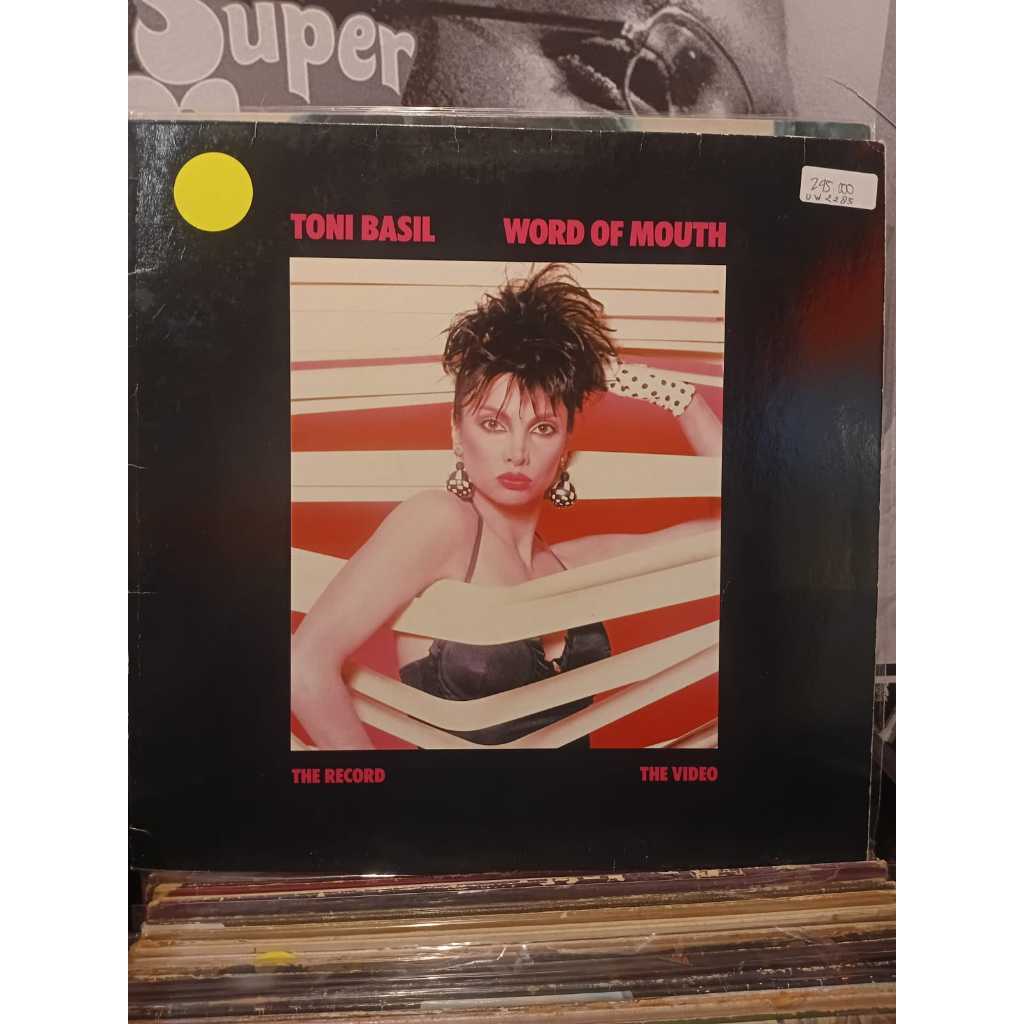 Super
295.000
UW 2285
TONI BASIL WORD OF MOUTH
THE RECORD THE VIDEO